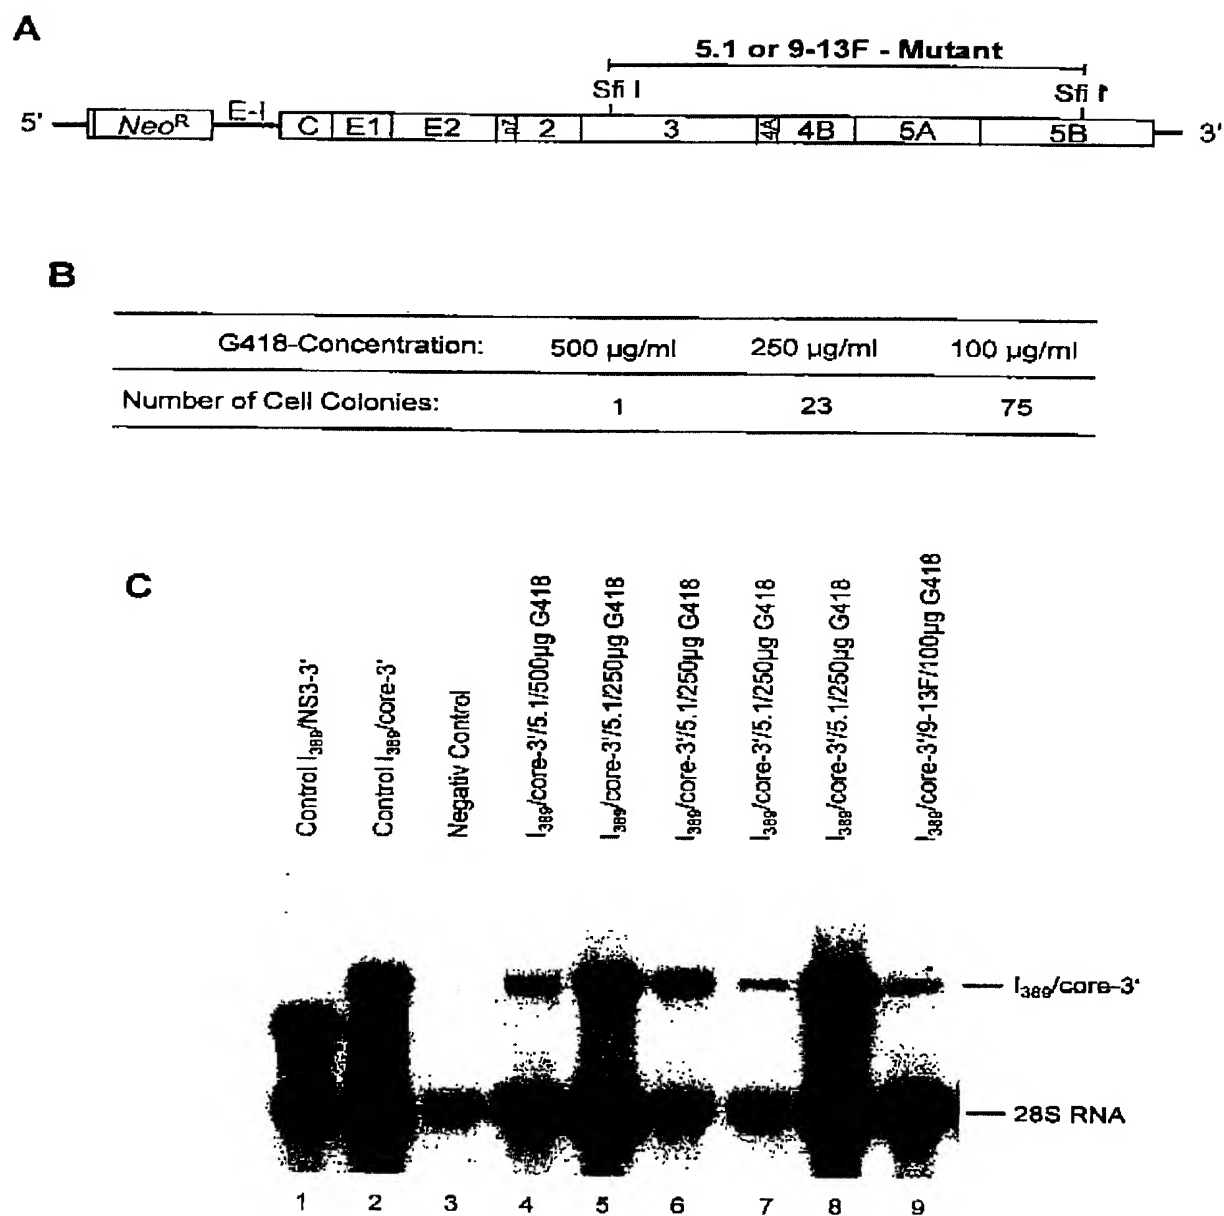 A
5.1 or 9-13F - Mutant
Sfi I Sfi I
5' NeoR E-I C E1 E2 p7 2 3 4A 4B 5A 5B 3'
B
G418-Concentration: 500 µg/ml 250 µg/ml 100 µg/ml
Number of Cell Colonies: 1 23 75
C
Control I389/NS3-3'
Control I389/core-3'
Negativ Control
I389/core-3'/5.1/500µg G418
I389/core-3'/5.1/250µg G418
I389/core-3'/5.1/250µg G418
I389/core-3'/5.1/250µg G418
I389/core-3'/5.1/250µg G418
I389/core-3'/9-13F/100µg G418
I389/core-3'
28S RNA
1 2 3 4 5 6 7 8 9